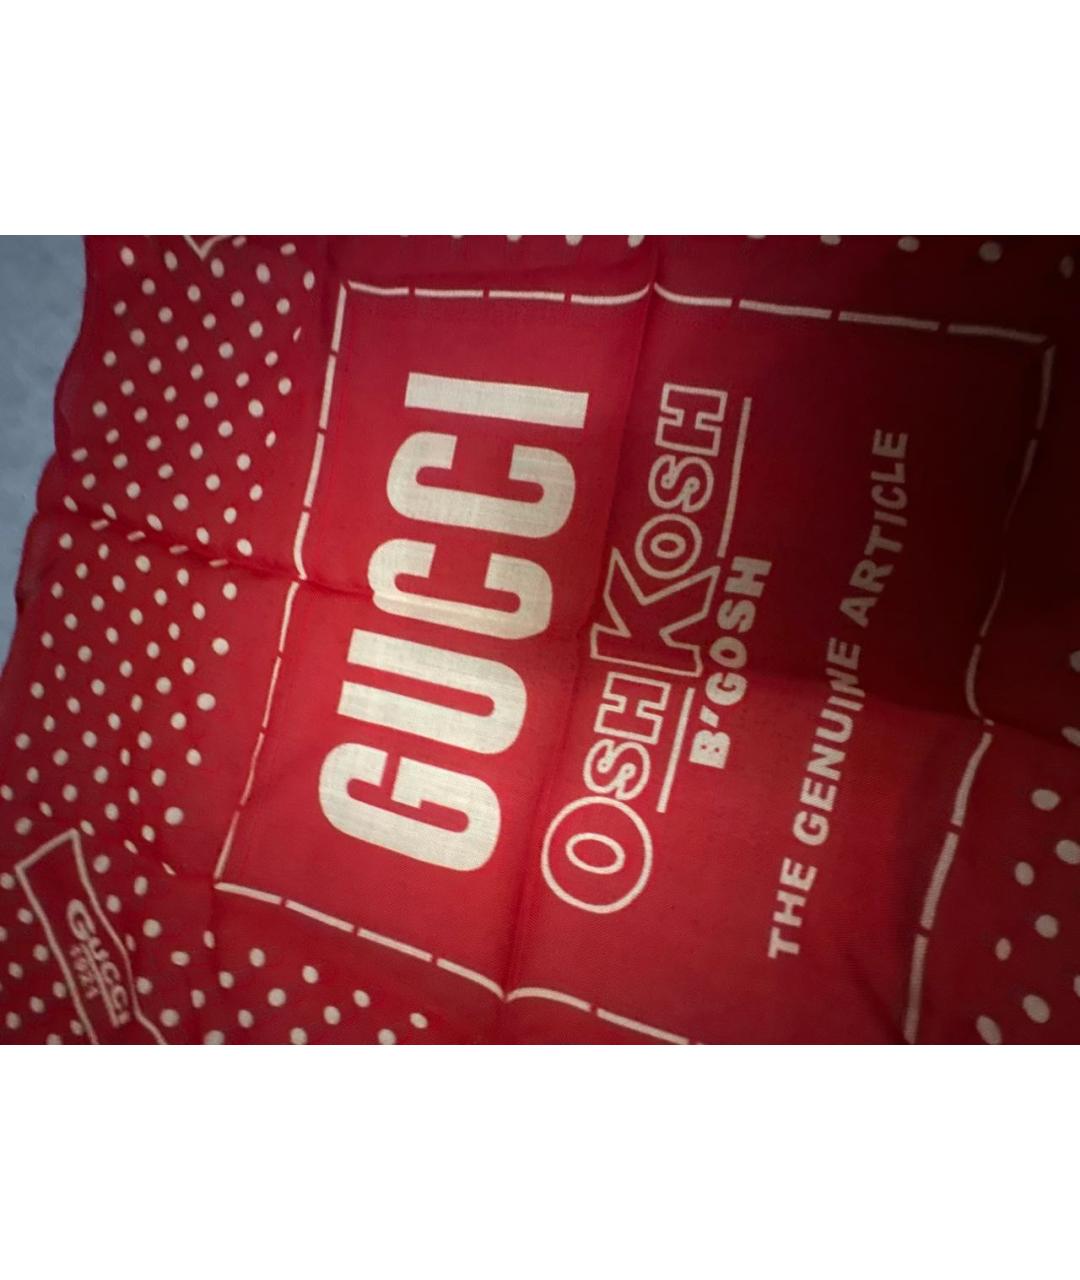 GUCCI
OSHKOSH
B'GOSH
THE GENUINE ARTICLE
GUCCI
1921